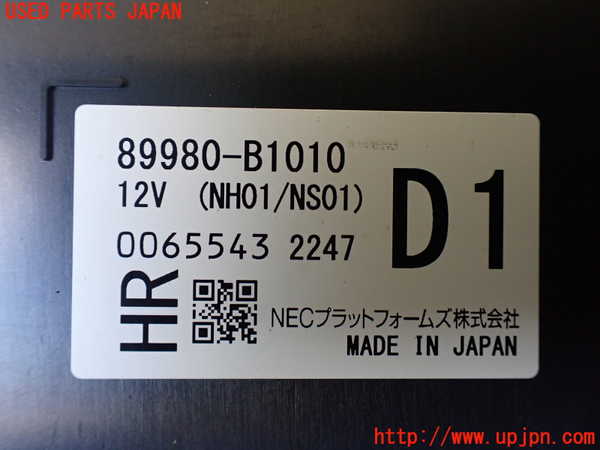 USED PARTS JAPAN
89980-B1010
12V (NH01/NS01)
D1
0065543 2247
HR
NECプラットフォームズ株式会社
MADE IN JAPAN
http://www.upjpn.com/